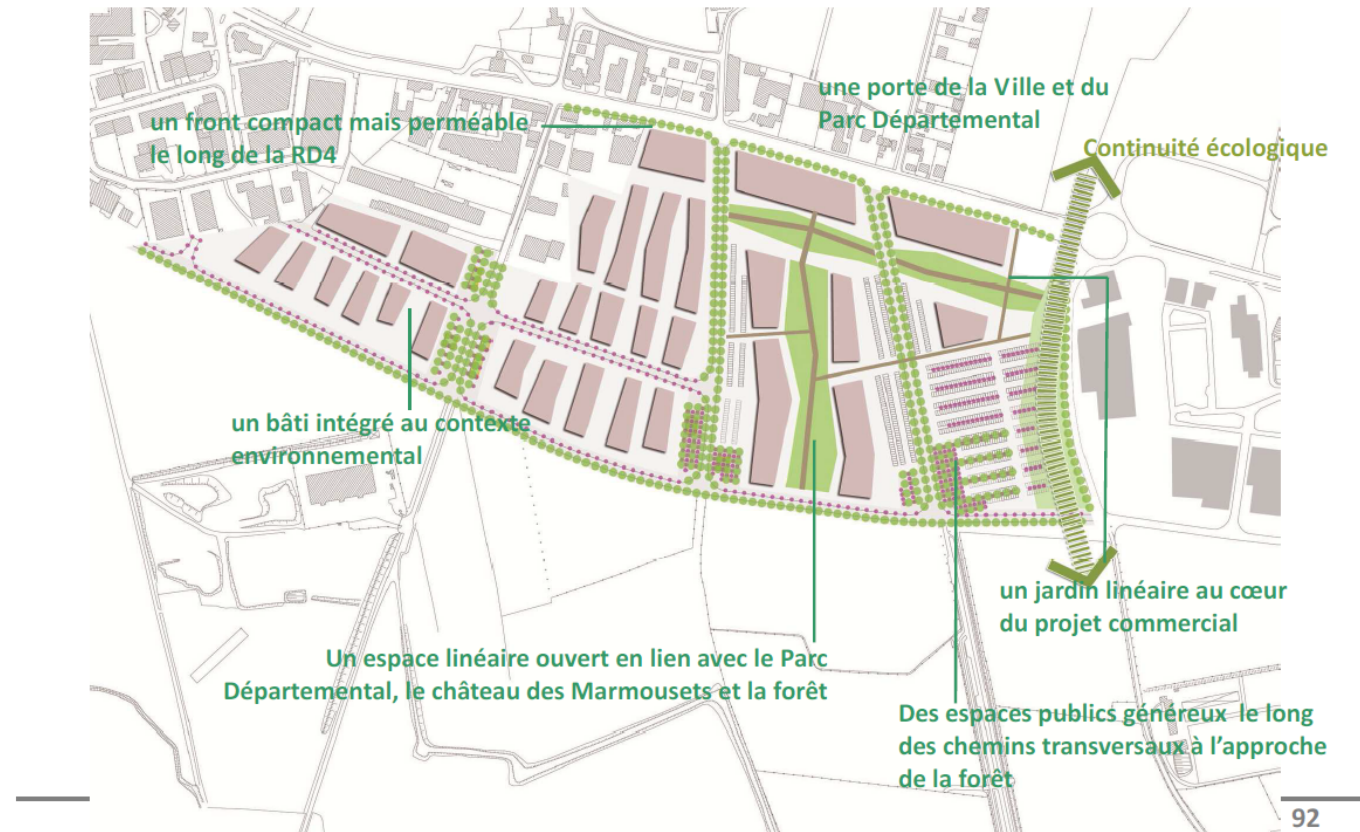 une porte de la Ville et du
Parc Départemental
un front compact mais perméable
le long de la RD4
Continuité écologique
un bâti intégré au contexte
environnemental
un jardin linéaire au cœur
du projet commercial
Un espace linéaire ouvert en lien avec le Parc
Départemental, le château des Marmousets et la forêt
Des espaces publics généreux  le long
des chemins transversaux à l’approche
de la forêt
92